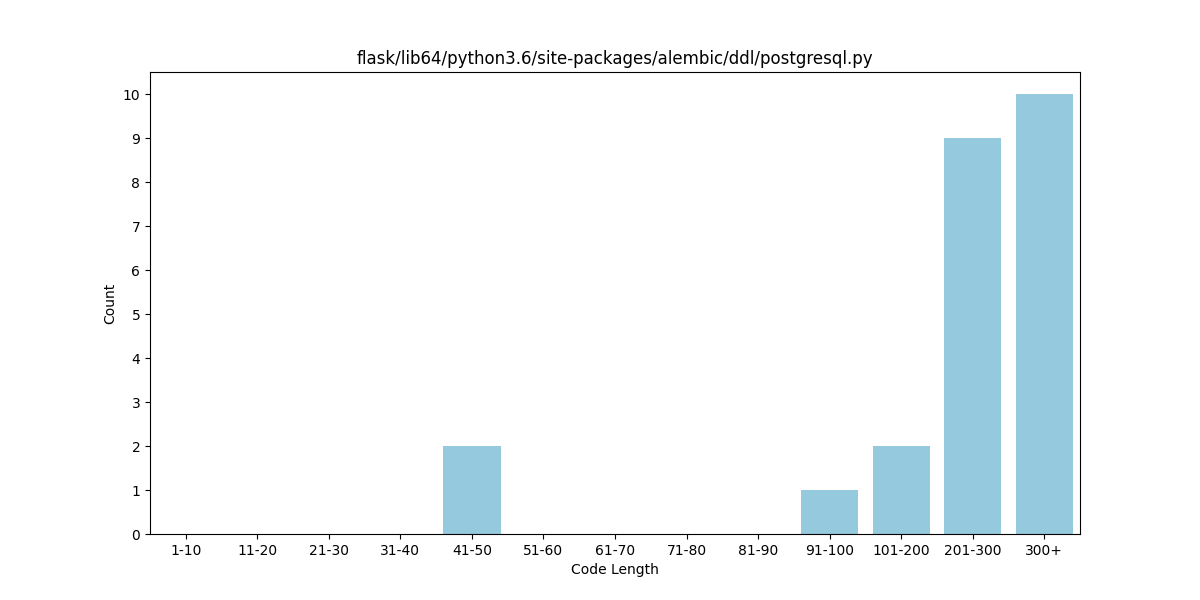 flask/lib64/python3.6/site-packages/alembic/ddl/postgresql.py
10
9
8
7
6
5
4
3
2
1
0
Count
1-10 11-20 21-30 31-40 41-50 51-60 61-70 71-80 81-90 91-100 101-200 201-300 300+
Code Length